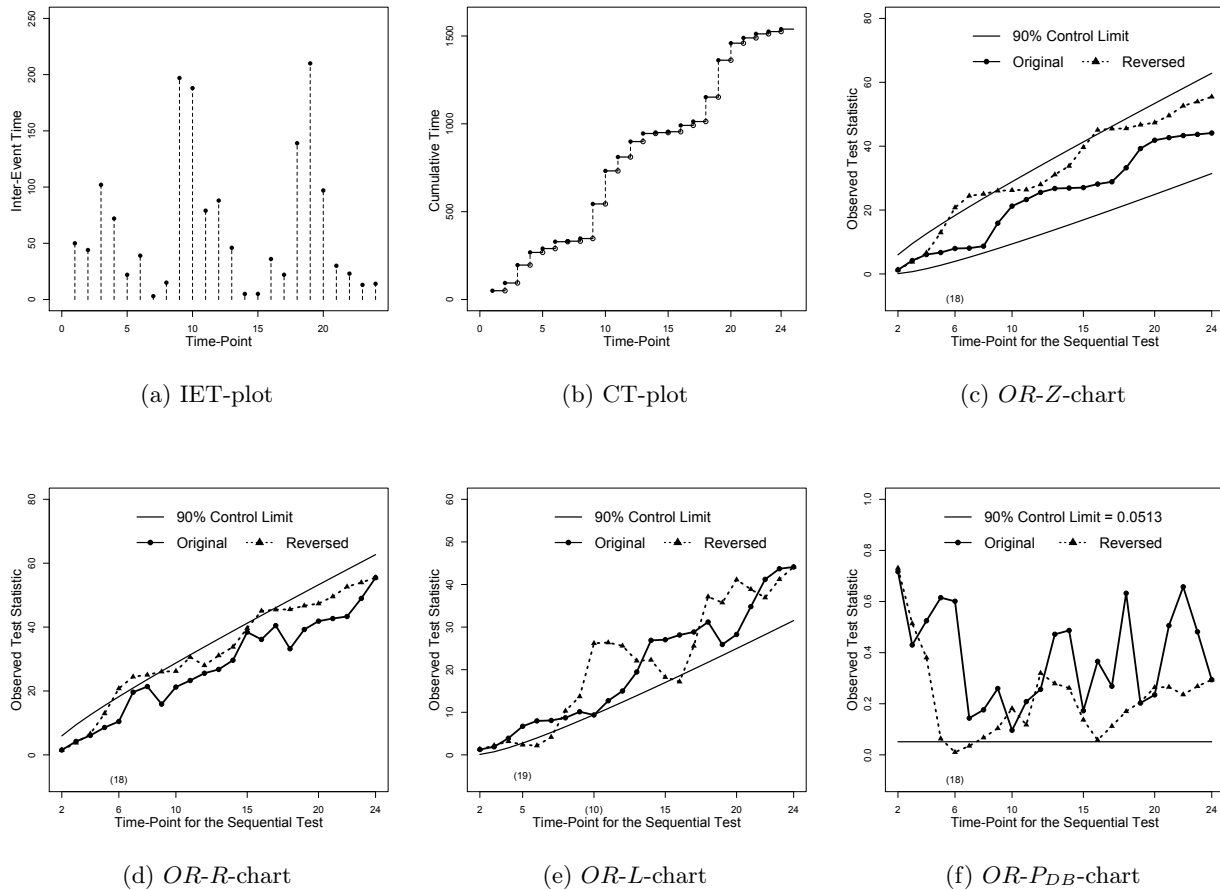 250
200
150
100
50
0
Inter-Event Time
0 5 10 15 20
Time-Point
(a) IET-plot
1500
1000
500
0
Cumulative Time
0 5 10 15 20 24
Time-Point
(b) CT-plot
80
60
40
20
0
Observed Test Statistic
90% Control Limit
Original Reversed
(18)
2 6 10 15 20 24
Time-Point for the Sequential Test
(c) OR-Z-chart
80
60
40
20
0
Observed Test Statistic
90% Control Limit
Original Reversed
(18)
2 6 10 15 20 24
Time-Point for the Sequential Test
(d) OR-R-chart
60
50
40
30
20
10
0
Observed Test Statistic
90% Control Limit
Original Reversed
(19)
2 5 (10) 15 20 24
Time-Point for the Sequential Test
(e) OR-L-chart
1.0
0.8
0.6
0.4
0.2
0.0
Observed Test Statistic
90% Control Limit = 0.0513
Original Reversed
(18)
2 6 10 15 20 24
Time-Point for the Sequential Test
(f) OR-P_DB-chart